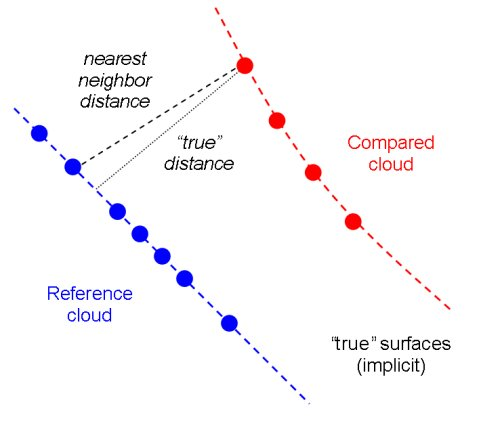 nearest
neighbor
distance
“true”
distance
Compared
cloud
Reference
cloud
“true” surfaces
(implicit)